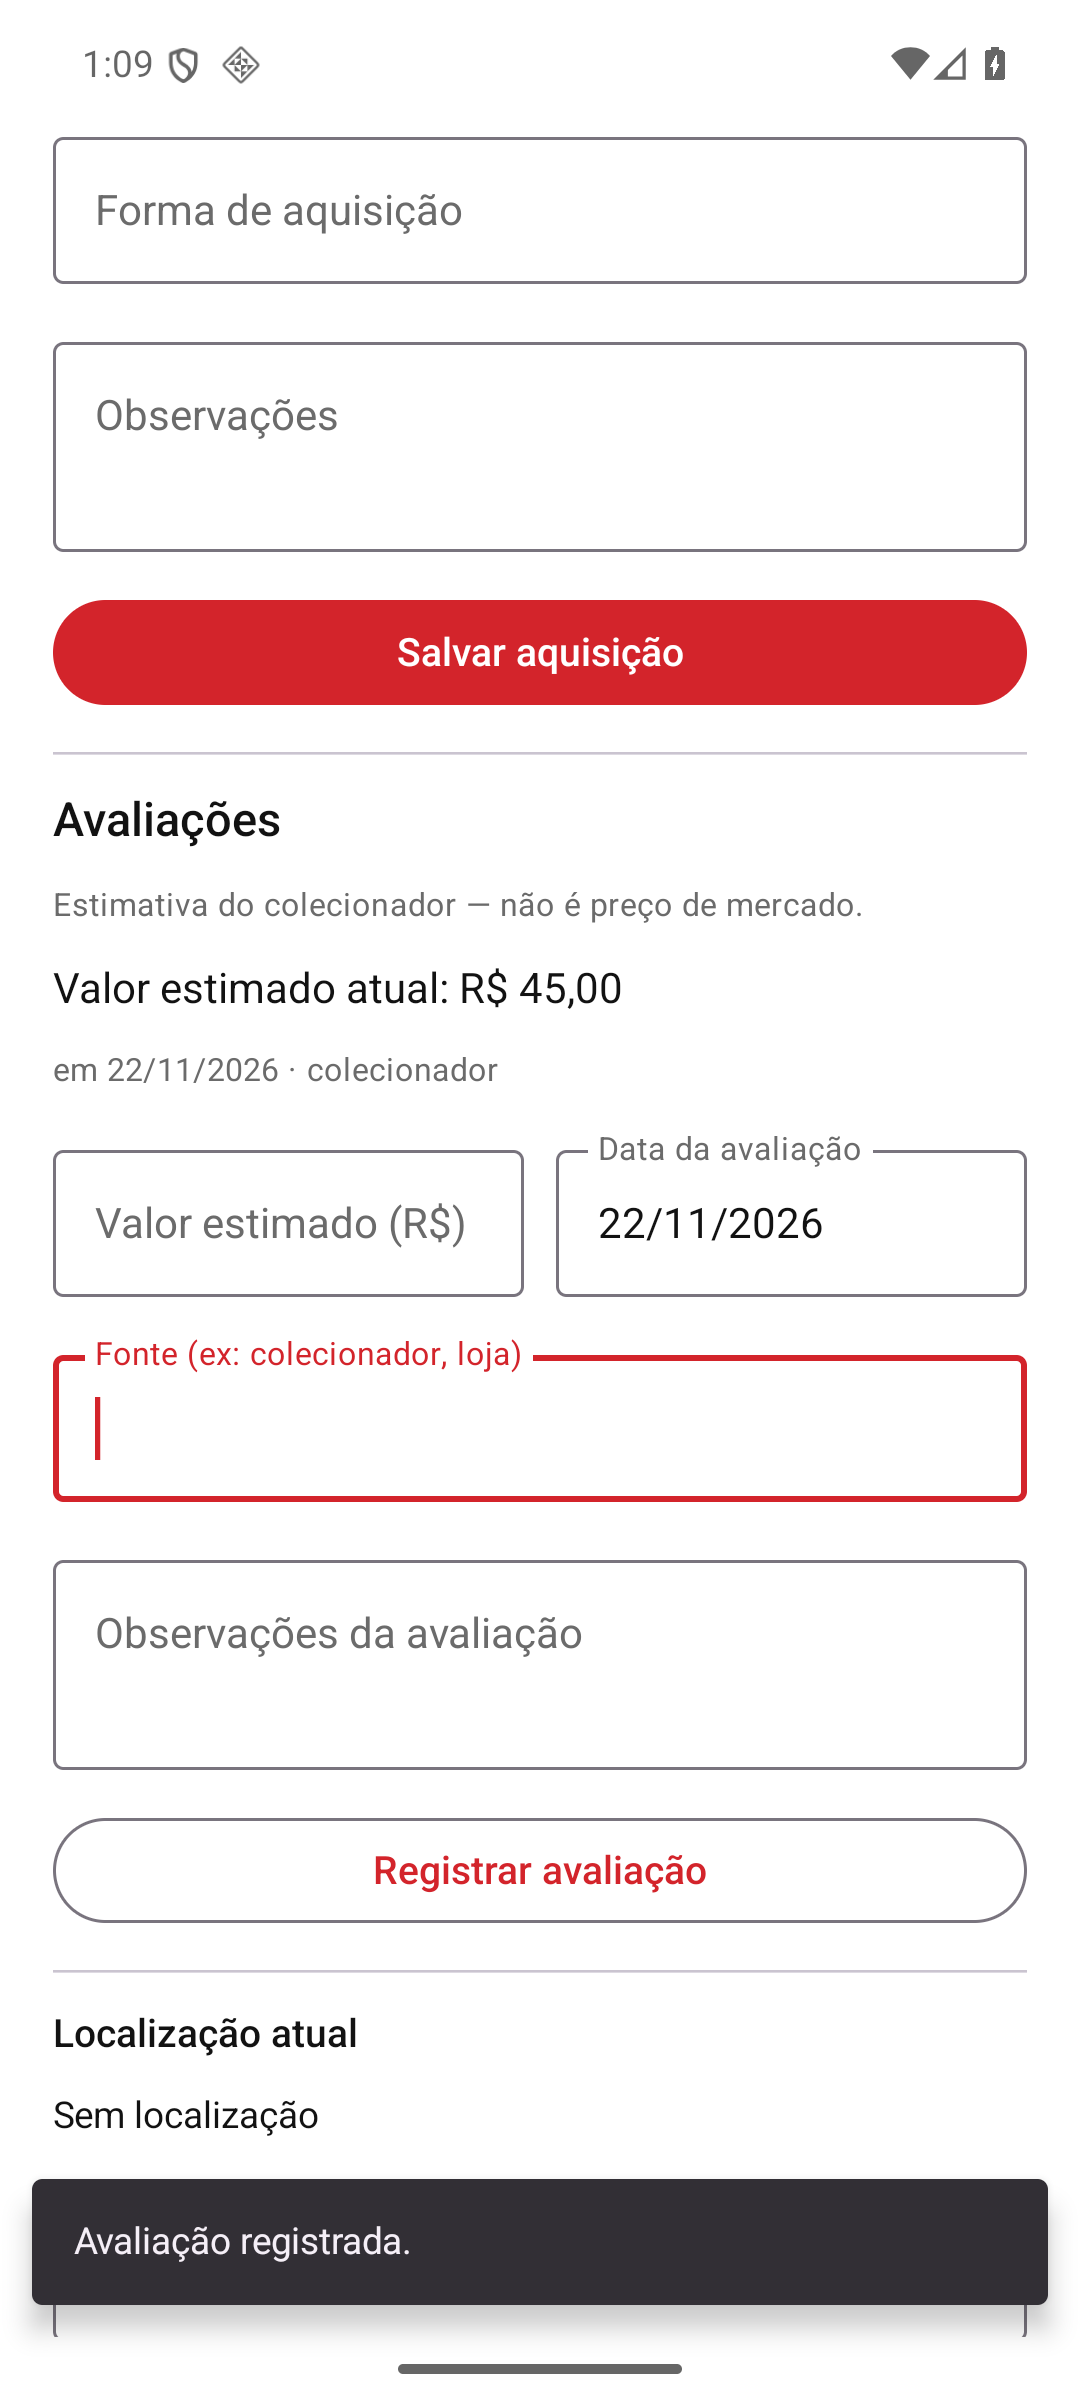 1:09
Forma de aquisição
Observações
Salvar aquisição
Avaliações
Estimativa do colecionador — não é preço de mercado.
Valor estimado atual: R$ 45,00
em 22/11/2026 · colecionador
Valor estimado (R$)
Data da avaliação
22/11/2026
Fonte (ex: colecionador, loja)
Observações da avaliação
Registrar avaliação
Localização atual
Sem localização
Avaliação registrada.